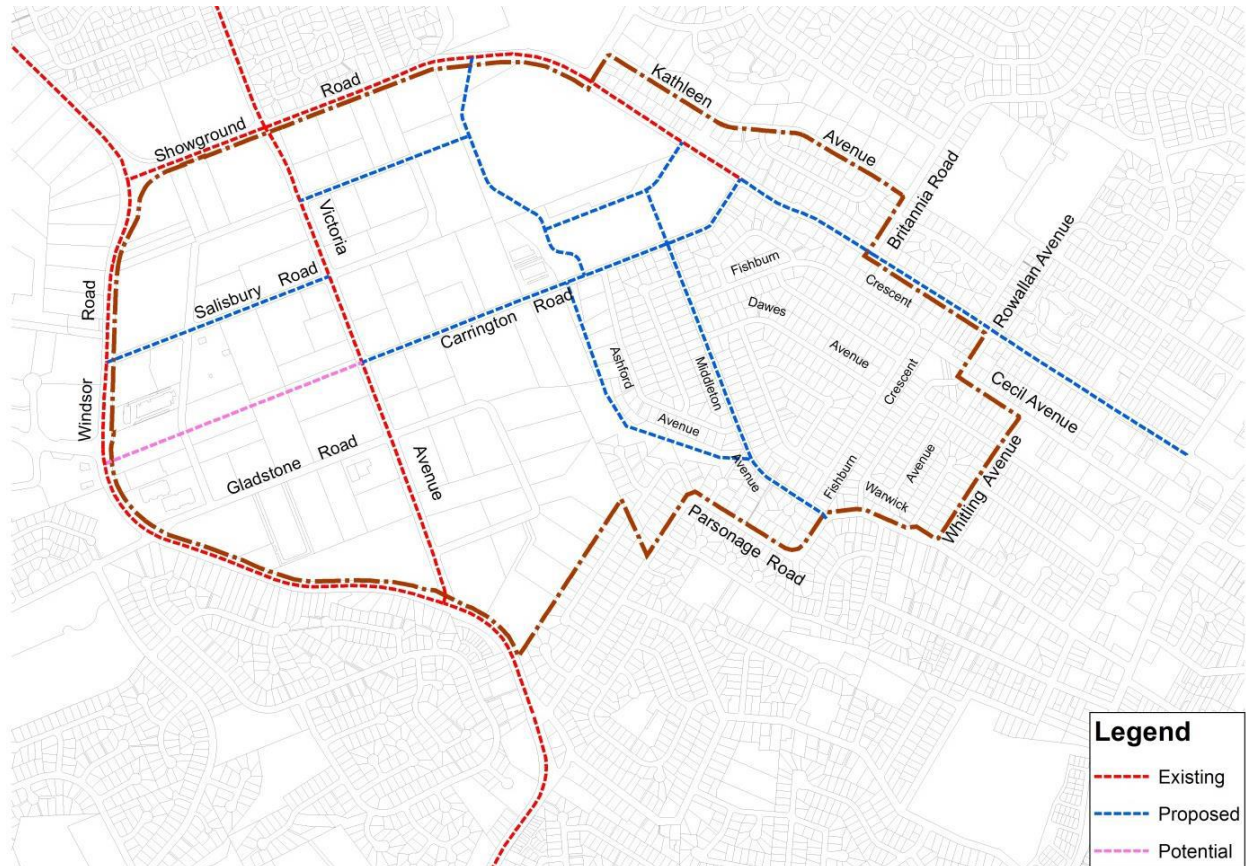 Kathleen
Road
Showground
Avenue
Britannia Road
Rowallan Avenue
Victoria
Fishburn
Crescent
Salisbury Road
Road
Dawes
Carrington Road
Avenue
Ashford
Middleton
Crescent
Cecil Avenue
Windsor
Avenue
Gladstone Road
Avenue
Avenue
Fishburn
Avenue
Warwick
Whitling Avenue
Parsonage Road
Legend
Existing
Proposed
Potential